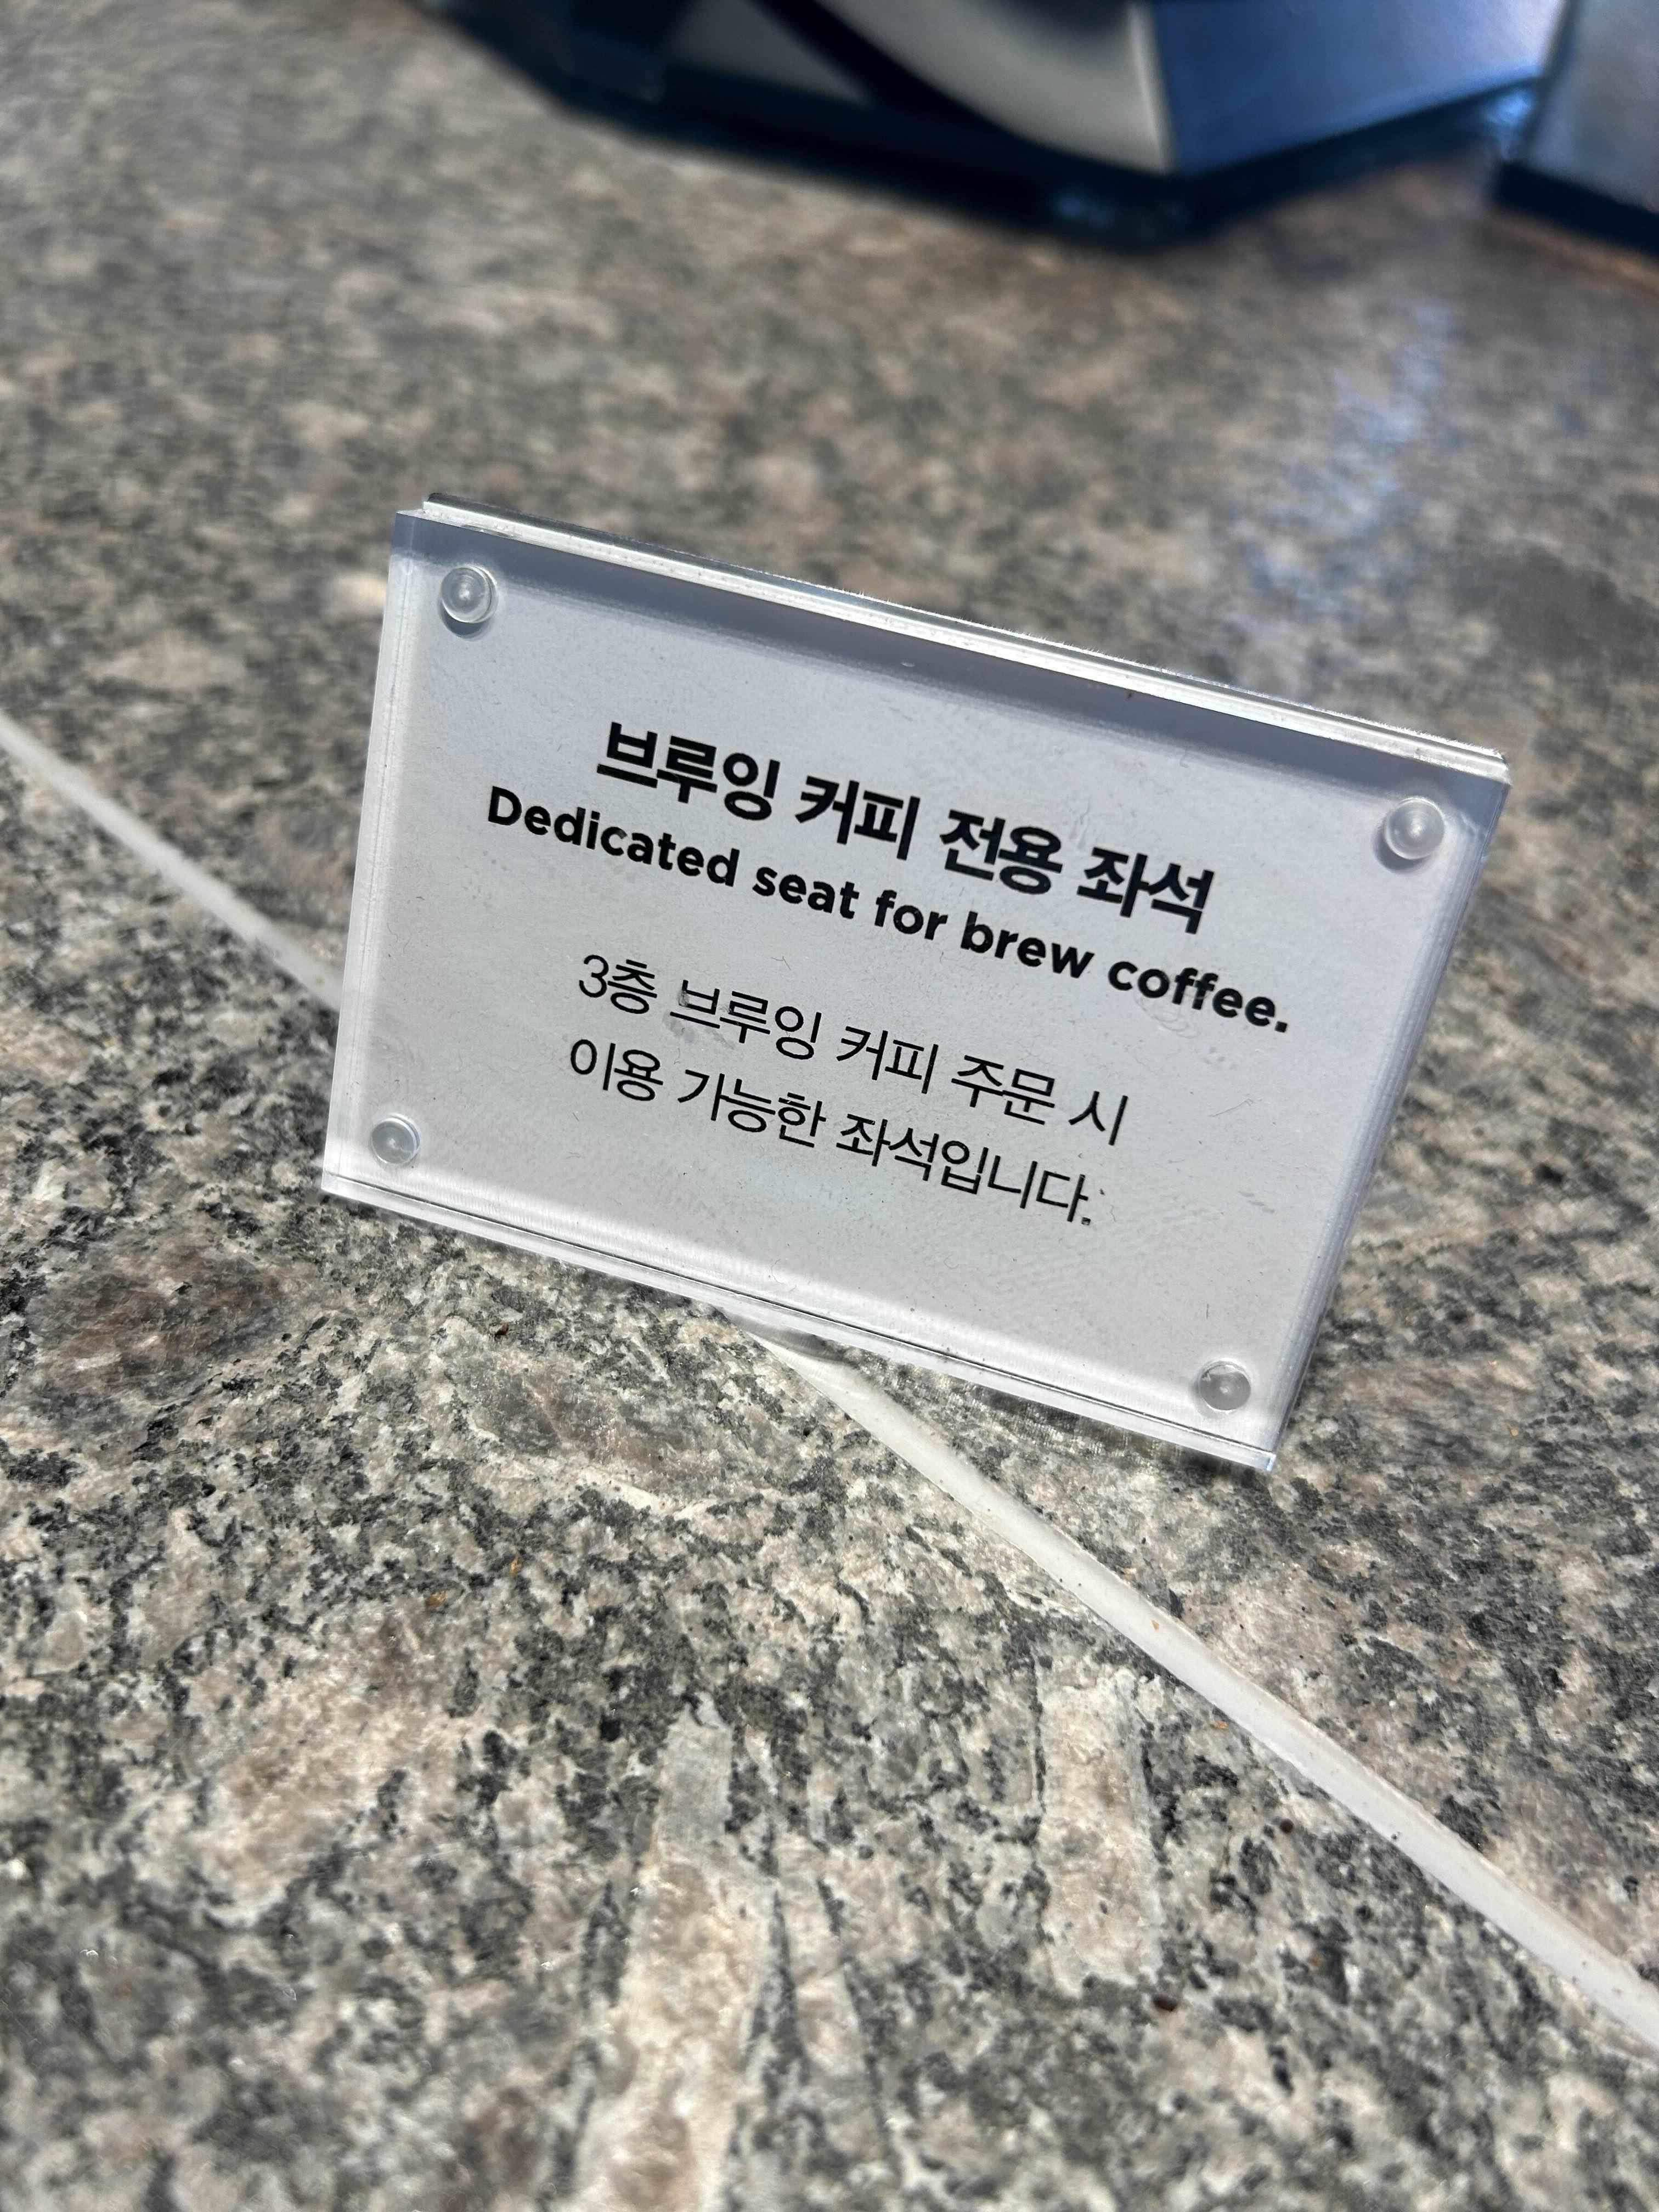 브루잉 커피 전용 좌석
Dedicated seat for brew coffee.
3층 브루잉 커피 주문 시
이용 가능한 좌석입니다.